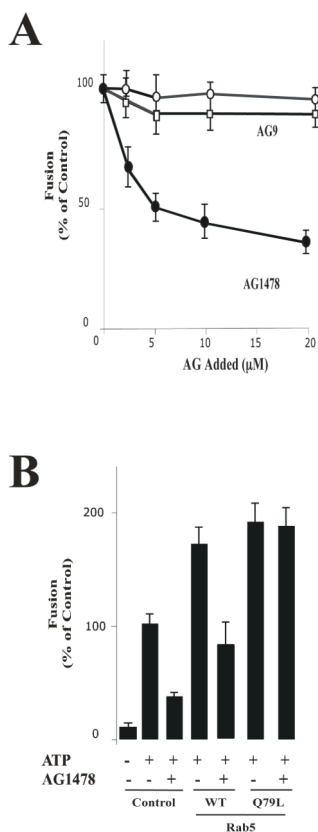 A
100
50
0
Fusion
(% of Control)
AG9
AG1478
0 5 10 15 20
AG Added (µM)
B
200
100
0
Fusion
(% of Control)
ATP - + + + + + +
AG1478 - - + - + - +
Control WT Q79L
Rab5